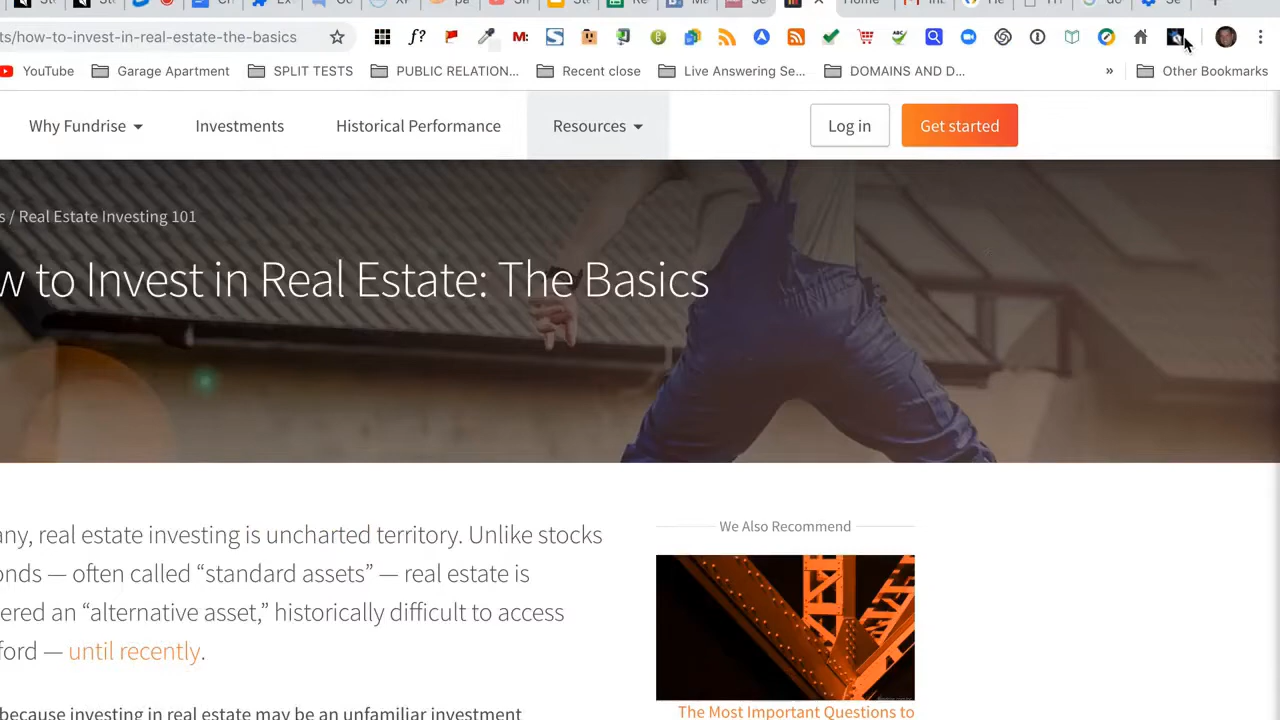 ts/how-to-invest-in-real-estate-the-basics
f?
M:
S
YouTube
Garage Apartment
SPLIT TESTS
PUBLIC RELATION...
Recent close
Live Answering Se...
DOMAINS AND D...
»
Other Bookmarks
Why Fundrise
Investments
Historical Performance
Resources
Log in
Get started
s / Real Estate Investing 101
w to Invest in Real Estate: The Basics
any, real estate investing is uncharted territory. Unlike stocks
onds — often called “standard assets” — real estate is
ered an “alternative asset,” historically difficult to access
ford — until recently.
because investing in real estate may be an unfamiliar investment
We Also Recommend
The Most Important Questions to